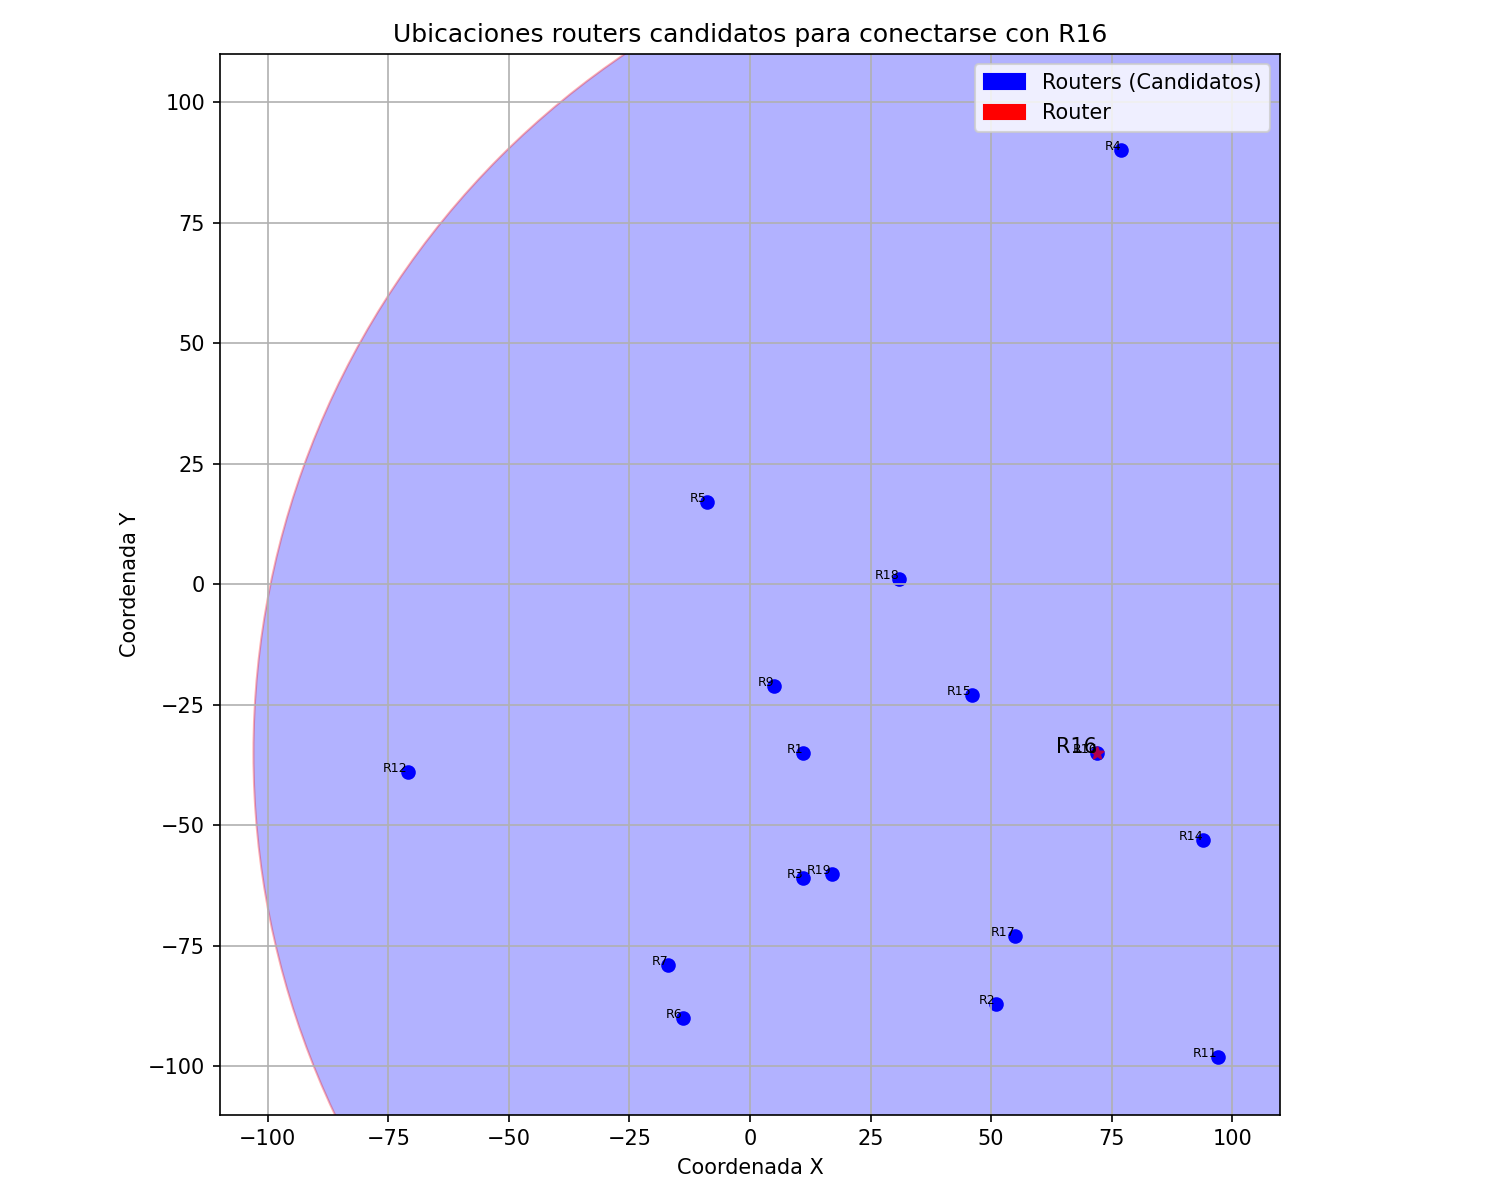 Ubicaciones routers candidatos para conectarse con R16
Routers (Candidatos)
Router
100
75
50
25
0
−25
−50
−75
−100
Coordenada Y
R4
R5
R18
R9
R15
R1
R16
R12
R14
R3
R19
R17
R7
R2
R6
R11
−100
−75
−50
−25
0
25
50
75
100
Coordenada X